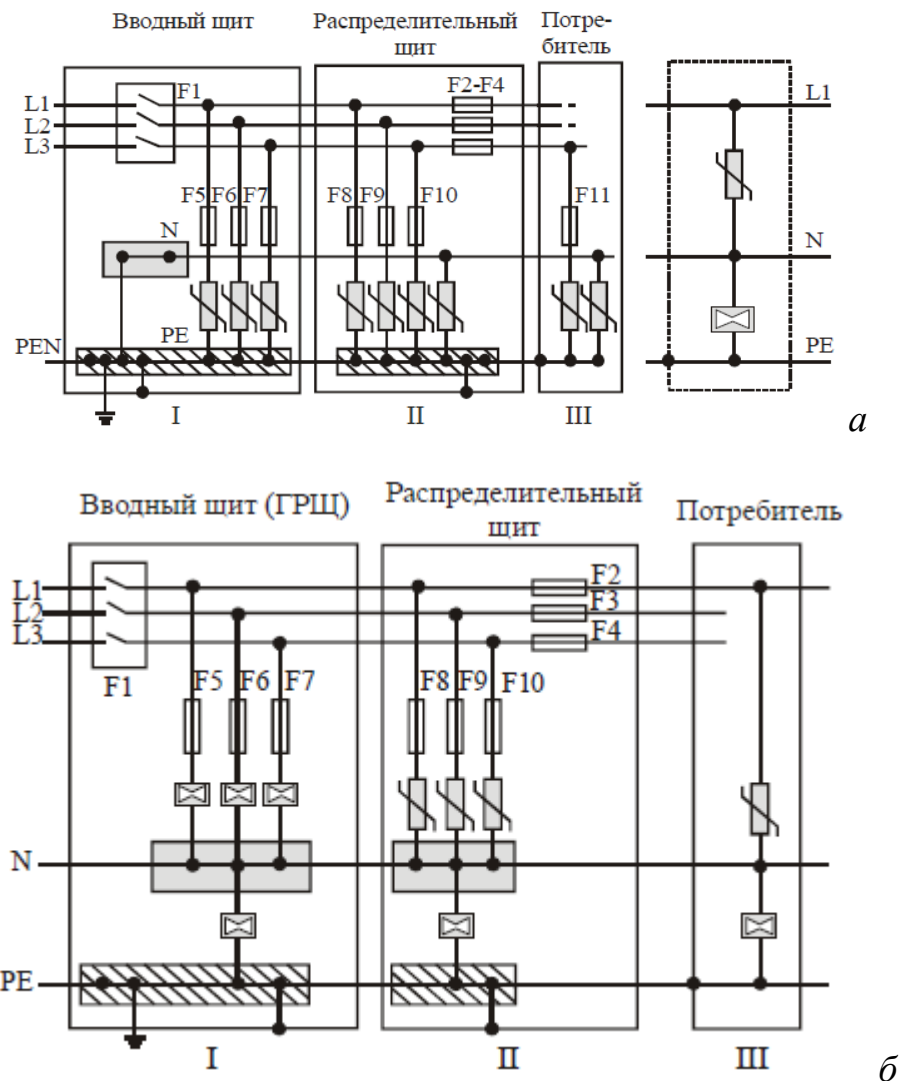 Вводный щит
Распределительный
щит
Потре-
битель
F1
F2-F4
L1
L2
L3
L1
F5 F6 F7
F8 F9 F10
F11
N
N
PE
PEN
PE
I
II
III
а
Вводный щит (ГРЩ)
Распределительный
щит
Потребитель
L1
L2
L3
F2
F3
F4
F1
F5 F6 F7
F8 F9 F10
N
PE
I
II
III
б